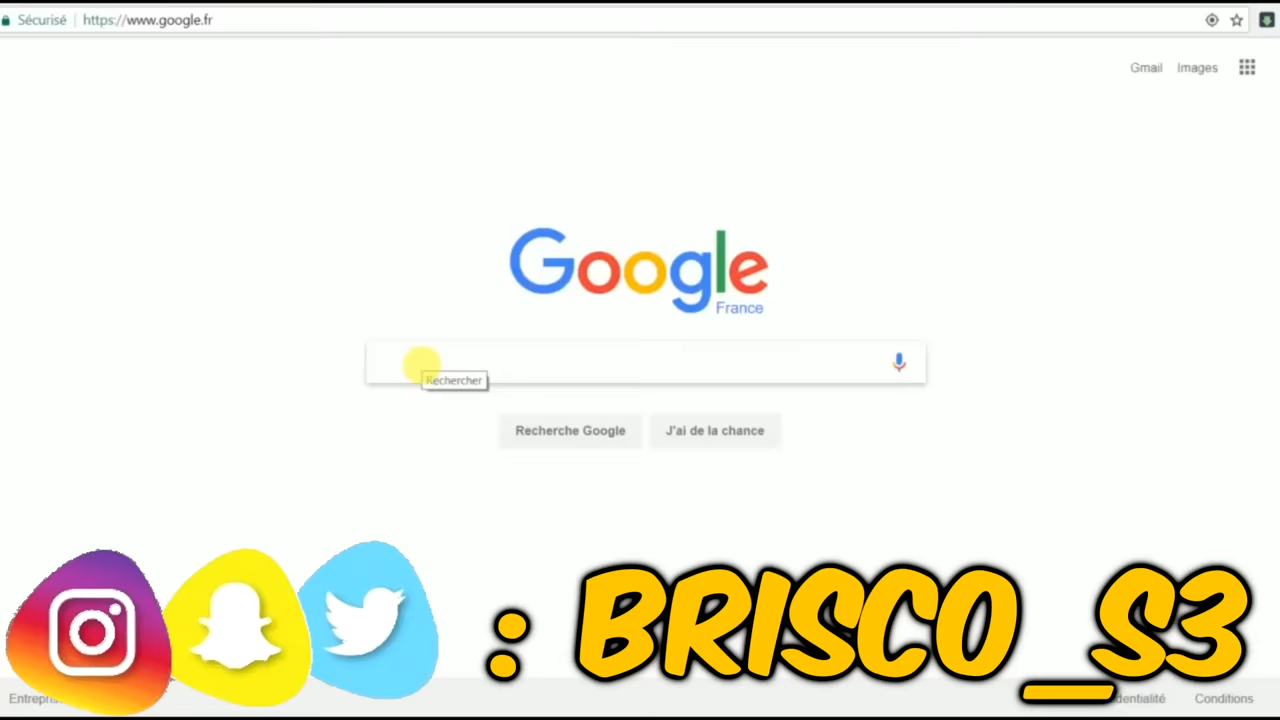 Sécurisé | https://www.google.fr
Gmail Images
Google
France
Rechercher
Recherche Google J'ai de la chance
: BRISCO_S3
Conditions